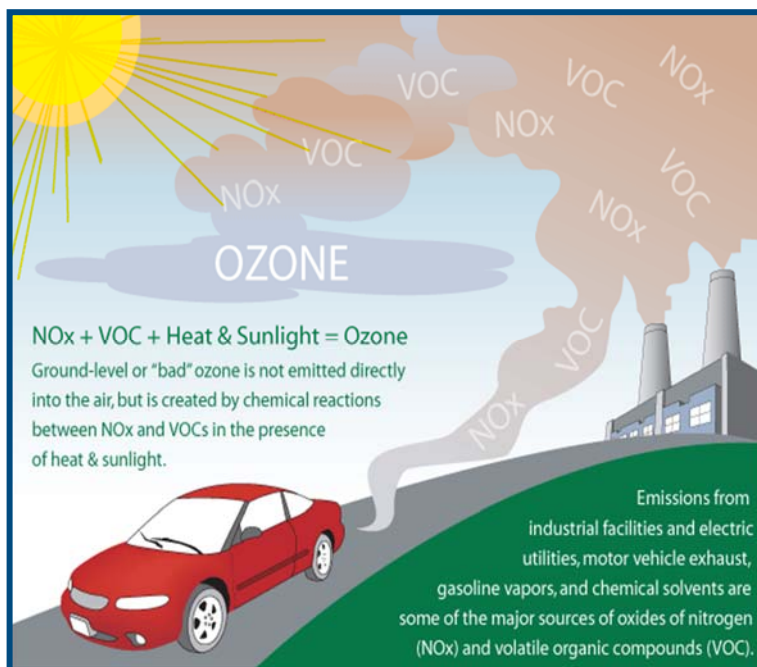 VOC
VOC
NOx
NOx
VOC
NOx
VOC
NOx
NOx
VOC
OZONE
VOC
NOx
NOx + VOC + Heat & Sunlight = Ozone
Ground-level or “bad” ozone is not emitted directly
into the air, but is created by chemical reactions
between NOx and VOCs in the presence
of heat & sunlight.
Emissions from
industrial facilities and electric
utilities, motor vehicle exhaust,
gasoline vapors, and chemical solvents are
some of the major sources of oxides of nitrogen
(NOx) and volatile organic compounds (VOC).